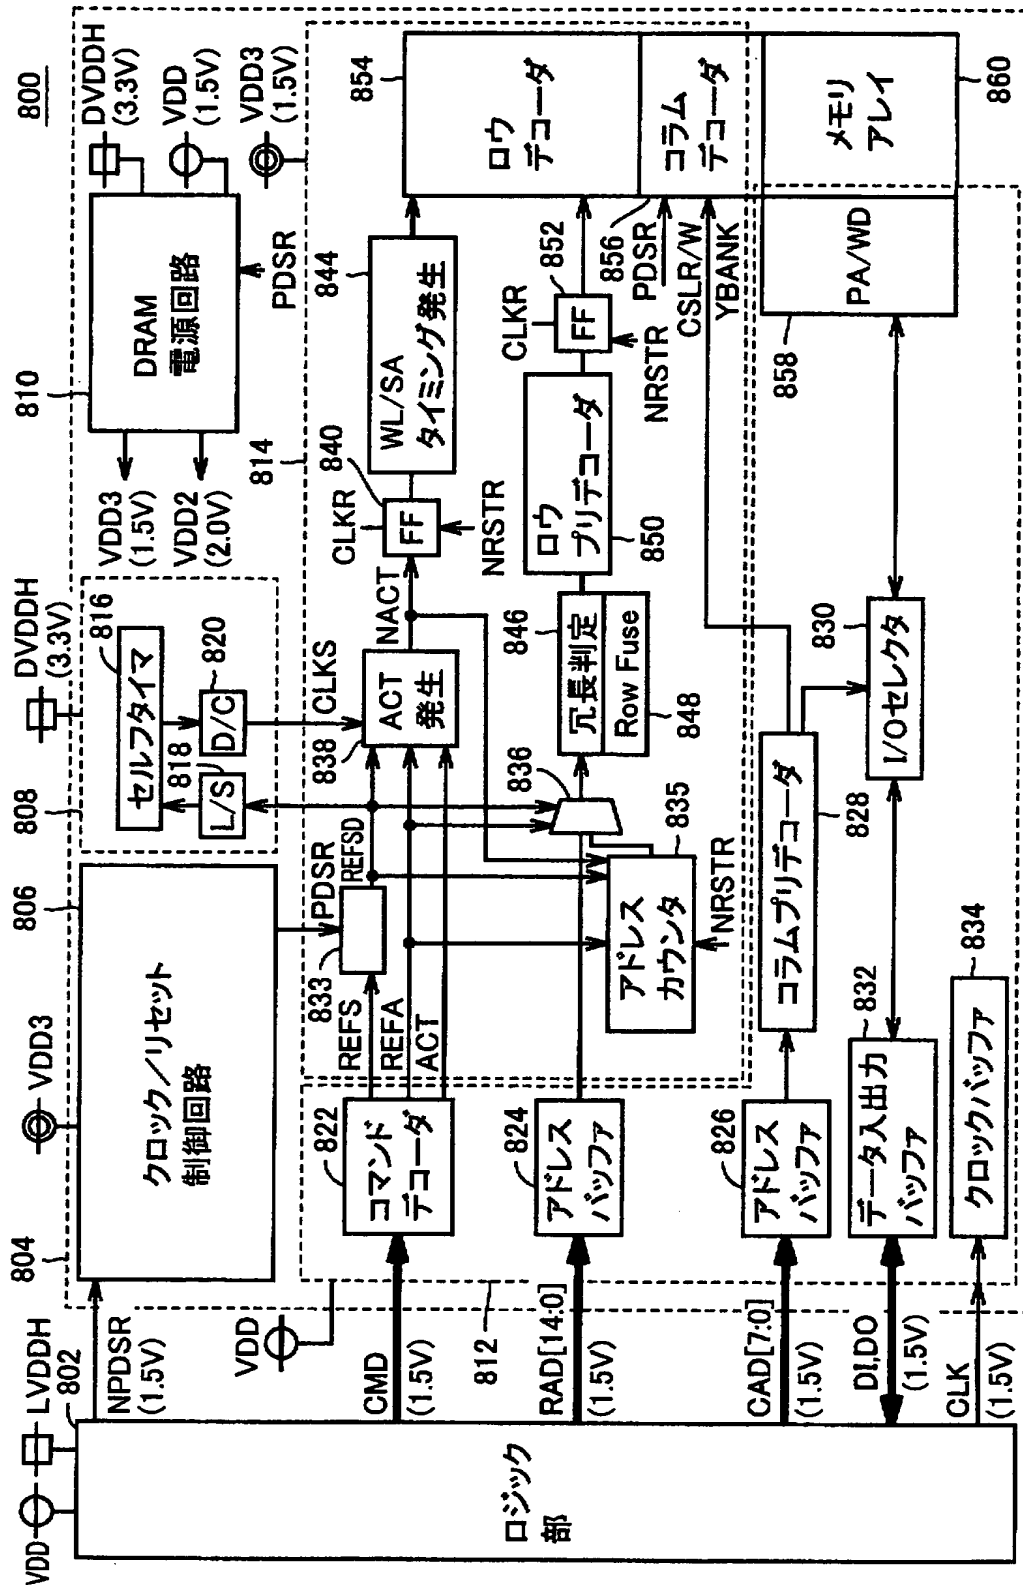 800
VDD
LVDDH
802
ロジック
部
NPDSR
(1.5V)
VDD
812
CMD
(1.5V)
RAD[14:0]
(1.5V)
CAD[7:0]
(1.5V)
DI,DO
(1.5V)
CLK
(1.5V)
804
VDD3
806
クロック/リセット
制御回路
808
DVDDH
(3.3V)
セルフタイマ
816
818
L/S
D/C
820
CLKS
810
DRAM
電源回路
VDD3
(1.5V)
VDD2
(2.0V)
PDSR
DVDDH
(3.3V)
VDD
(1.5V)
VDD3
(1.5V)
814
822
コマンド
デコーダ
REFS
REFA
ACT
833
PDSR
REFSD
838
ACT
発生
NACT
CLKR
840
FF
NRSTR
844
WL/SA
タイミング発生
824
アドレス
バッファ
アドレス
カウンタ
835
NRSTR
836
冗長判定
846
Row Fuse
848
ロウ
プリデコーダ
850
CLKR
FF
852
NRSTR
854
ロウ
デコーダ
856
コラム
デコーダ
PDSR
CSLR/W
YBANK
826
アドレス
バッファ
コラムプリデコーダ
828
858
PA/WD
メモリ
アレイ
860
データ入出力
バッファ
832
I/Oセレクタ
830
クロックバッファ
834